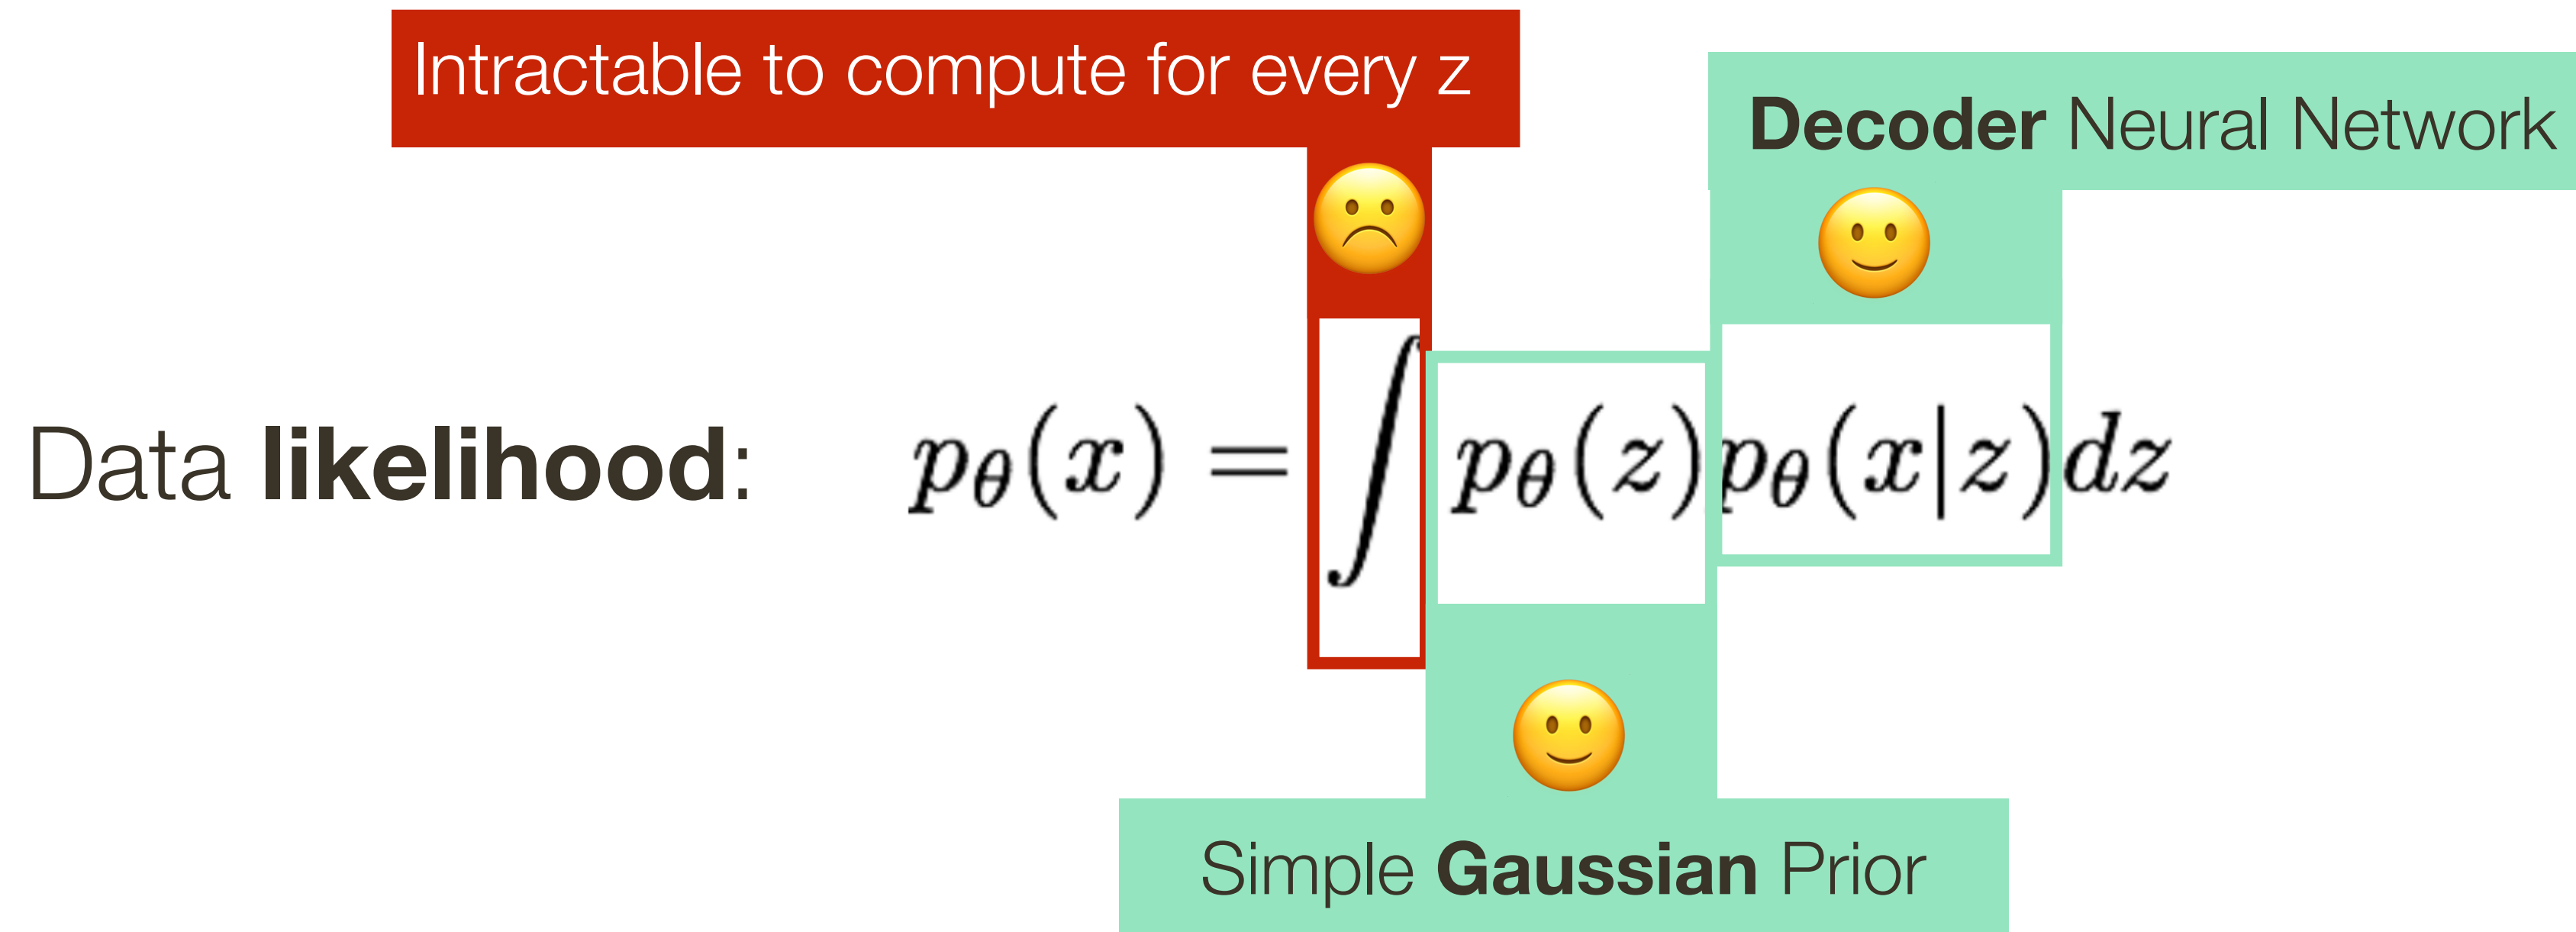 Intractable to compute for every z
Decoder Neural Network
Data likelihood: pθ(x) = ∫ pθ(z)pθ(x|z)dz
Simple Gaussian Prior